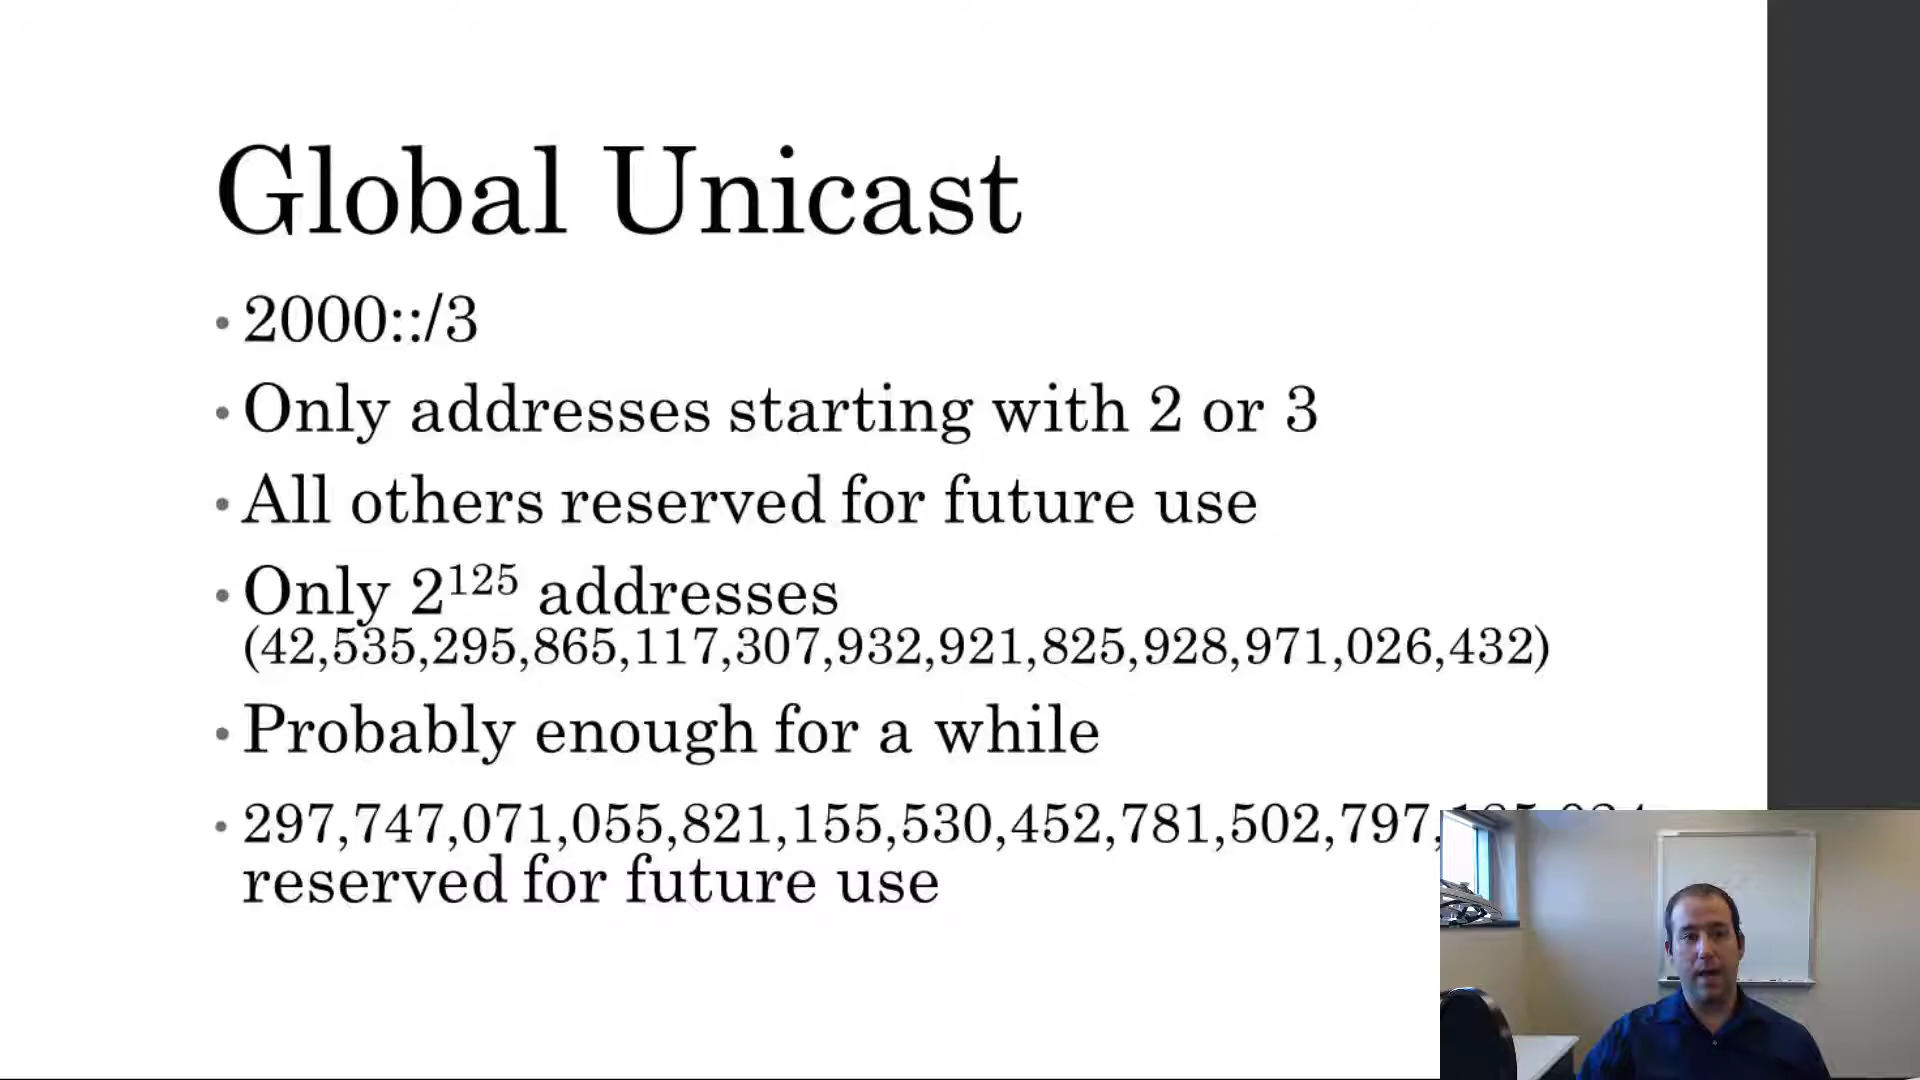 Global Unicast
• 2000::/3
• Only addresses starting with 2 or 3
• All others reserved for future use
• Only 2¹²⁵ addresses
(42,535,295,865,117,307,932,921,825,928,971,026,432)
• Probably enough for a while
• 297,747,071,055,821,155,530,452,781,502,797,
reserved for future use